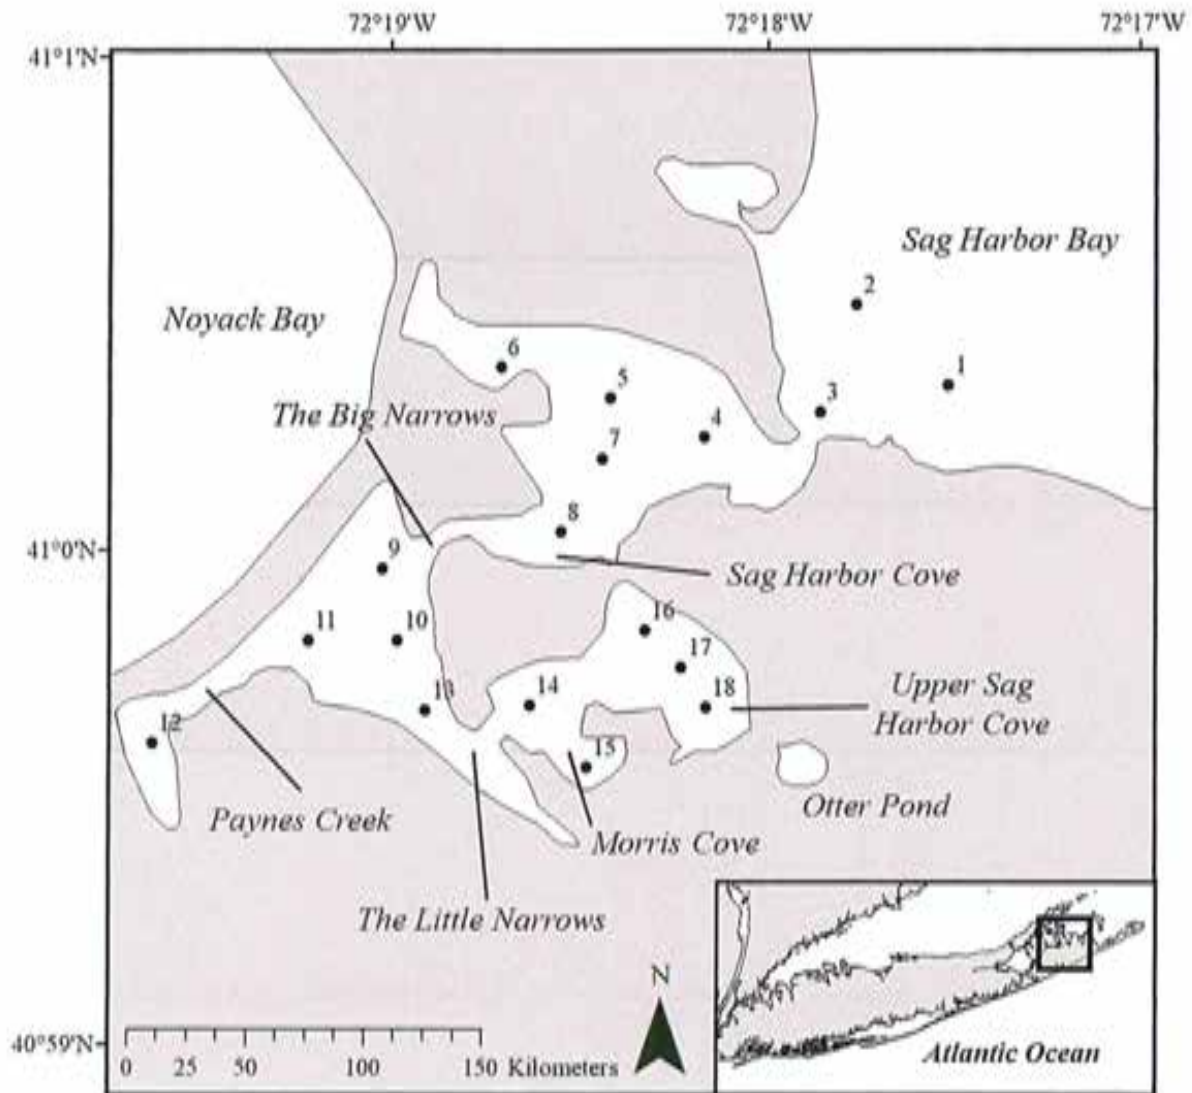 72°19'W 72°18'W 72°17'W
41°1'N
Sag Harbor Bay
2
Noyack Bay
6
1
5
3
The Big Narrows
4
7
8
41°0'N
9
Sag Harbor Cove
16
11
10
17
Upper Sag
Harbor Cove
13
14
18
12
15
Otter Pond
Paynes Creek
Morris Cove
The Little Narrows
N
40°59'N
0 25 50 100 150 Kilometers
Atlantic Ocean